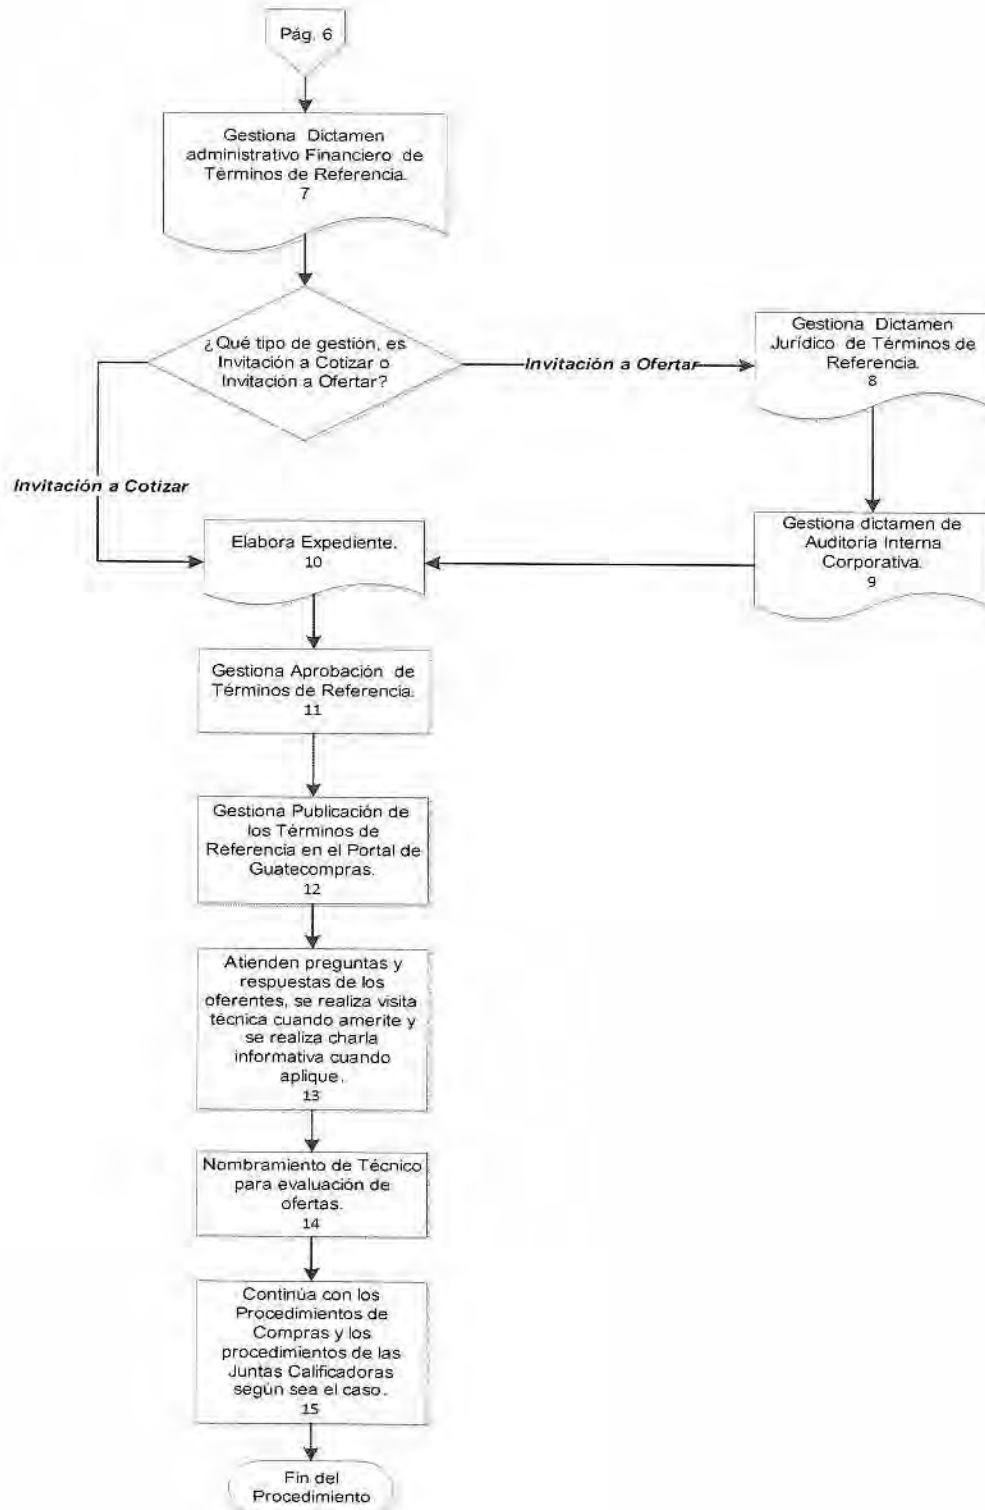 Pág. 6
Gestiona Dictamen
administrativo Financiero de
Términos de Referencia.
7
¿Qué tipo de gestión, es
Invitación a Cotizar o
Invitación a Ofertar?
Invitación a Ofertar
Gestiona Dictamen
Jurídico de Términos de
Referencia.
8
Invitación a Cotizar
Gestiona dictamen de
Auditoria Interna
Corporativa.
9
Elabora Expediente.
10
Gestiona Aprobación de
Términos de Referencia.
11
Gestiona Publicación de
los Términos de
Referencia en el Portal de
Guatecompras.
12
Atienden preguntas y
respuestas de los
oferentes, se realiza visita
técnica cuando amerite y
se realiza charla
informativa cuando
aplique.
13
Nombramiento de Técnico
para evaluación de
ofertas.
14
Continúa con los
Procedimientos de
Compras y los
procedimientos de las
Juntas Calificadoras
según sea el caso.
15
Fin del
Procedimiento